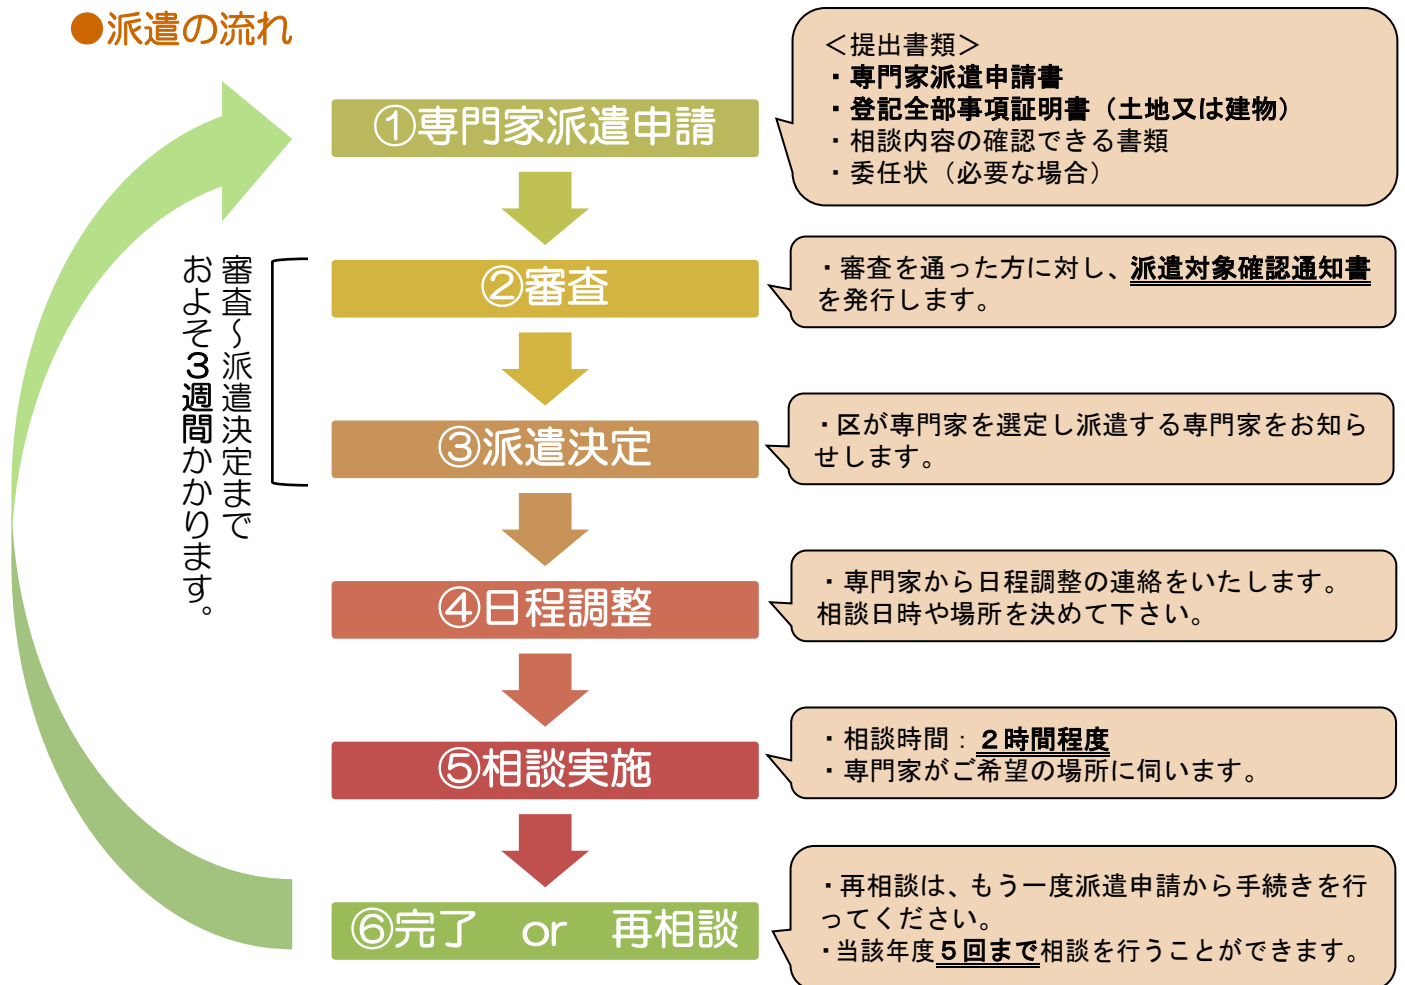 ●派遣の流れ
①専門家派遣申請
＜提出書類＞
・専門家派遣申請書
・登記全部事項証明書（土地又は建物）
・相談内容の確認できる書類
・委任状（必要な場合）
②審査
・審査を通った方に対し、派遣対象確認通知書
を発行します。
審査～派遣決定まで
およそ３週間かかります。
③派遣決定
・区が専門家を選定し派遣する専門家をお知ら
せします。
④日程調整
・専門家から日程調整の連絡をいたします。
相談日時や場所を決めて下さい。
⑤相談実施
・相談時間：２時間程度
・専門家がご希望の場所に伺います。
⑥完了　or　再相談
・再相談は、もう一度派遣申請から手続きを行
ってください。
・当該年度５回まで相談を行うことができます。